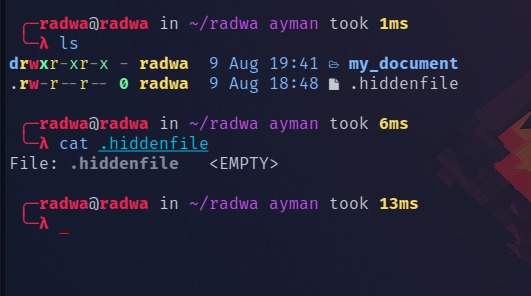 ╭─radwa@radwa in ~/radwa ayman took 1ms
╰─λ ls
drwxr-xr-x - radwa 9 Aug 19:41 my_document
.rw-r--r-- 0 radwa 9 Aug 18:48 .hiddenfile
╭─radwa@radwa in ~/radwa ayman took 6ms
╰─λ cat .hiddenfile
File: .hiddenfile <EMPTY>
╭─radwa@radwa in ~/radwa ayman took 13ms
╰─λ _